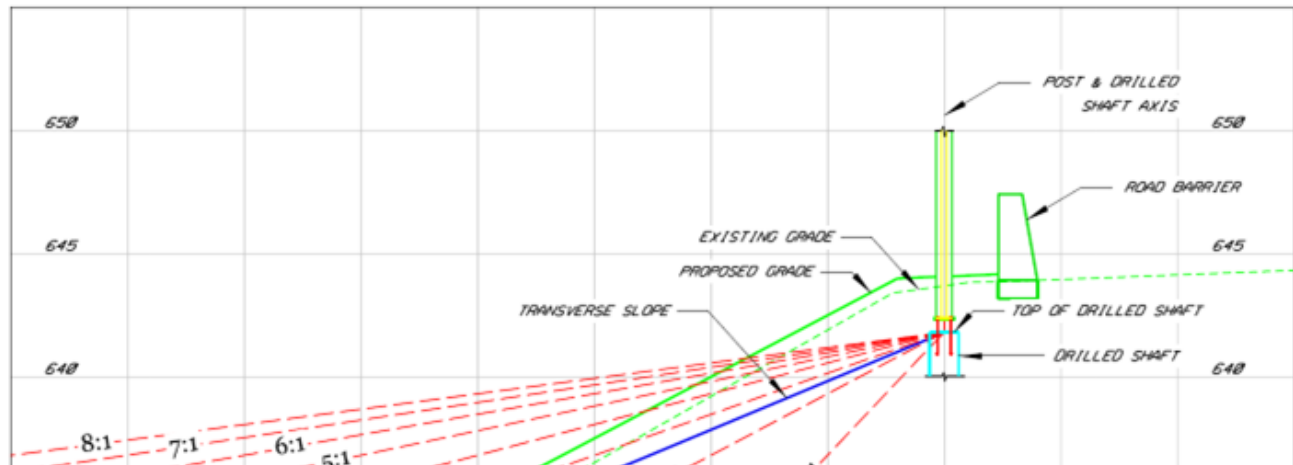 POST & DRILLED
SHAFT AXIS
650
650
ROAD BARRIER
EXISTING GRADE
645
645
PROPOSED GRADE
TRANSVERSE SLOPE
TOP OF DRILLED SHAFT
DRILLED SHAFT
640
640
8:1
7:1
6:1
5:1